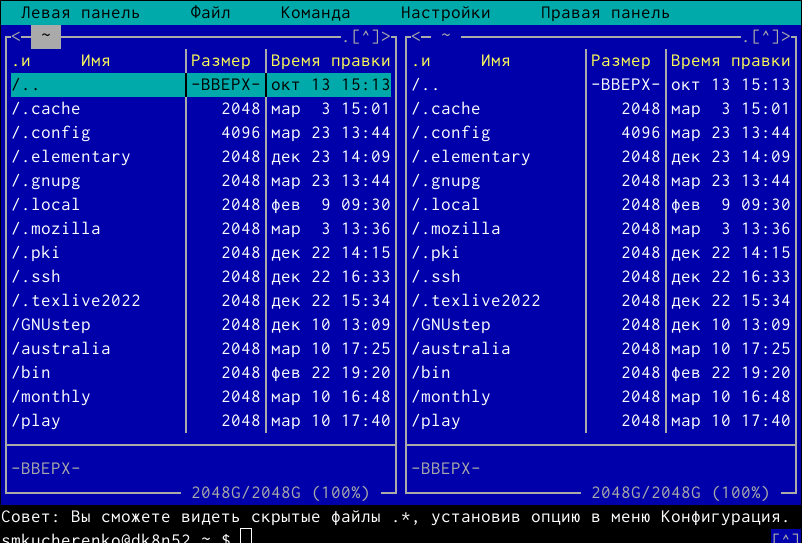 Левая панель Файл Команда Настройки Правая панель
<─ ~ .[^]> <─ ~ .[^]>
.и Имя Размер Время правки .и Имя Размер Время правки
/.. -ВВЕРХ- окт 13 15:13 /.. -ВВЕРХ- окт 13 15:13
/.cache 2048 мар 3 15:01 /.cache 2048 мар 3 15:01
/.config 4096 мар 23 13:44 /.config 4096 мар 23 13:44
/.elementary 2048 дек 23 14:09 /.elementary 2048 дек 23 14:09
/.gnupg 2048 мар 23 13:44 /.gnupg 2048 мар 23 13:44
/.local 2048 фев 9 09:30 /.local 2048 фев 9 09:30
/.mozilla 2048 мар 3 13:36 /.mozilla 2048 мар 3 13:36
/.pki 2048 дек 22 14:15 /.pki 2048 дек 22 14:15
/.ssh 2048 дек 22 16:33 /.ssh 2048 дек 22 16:33
/.texlive2022 2048 дек 22 15:34 /.texlive2022 2048 дек 22 15:34
/GNUstep 2048 дек 10 13:09 /GNUstep 2048 дек 10 13:09
/australia 2048 мар 10 17:25 /australia 2048 мар 10 17:25
/bin 2048 фев 22 19:20 /bin 2048 фев 22 19:20
/monthly 2048 мар 10 16:48 /monthly 2048 мар 10 16:48
/play 2048 мар 10 17:40 /play 2048 мар 10 17:40
-ВВЕРХ- -ВВЕРХ-
2048G/2048G (100%) 2048G/2048G (100%)
Совет: Вы сможете видеть скрытые файлы .*, установив опцию в меню Конфигурация.
smkucherenko@dk8n52 ~ $ [^]